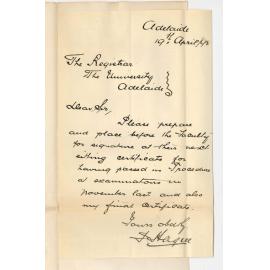 Adelaide
19th April
The Registrar
The University
Adelaide
Dear Sir,
Please prepare
and place before the Faculty
for signature at their next
sitting certificate for
having passed in Procedure
at examinations in
November last and also
my final certificate.
Yours obdly
Hague